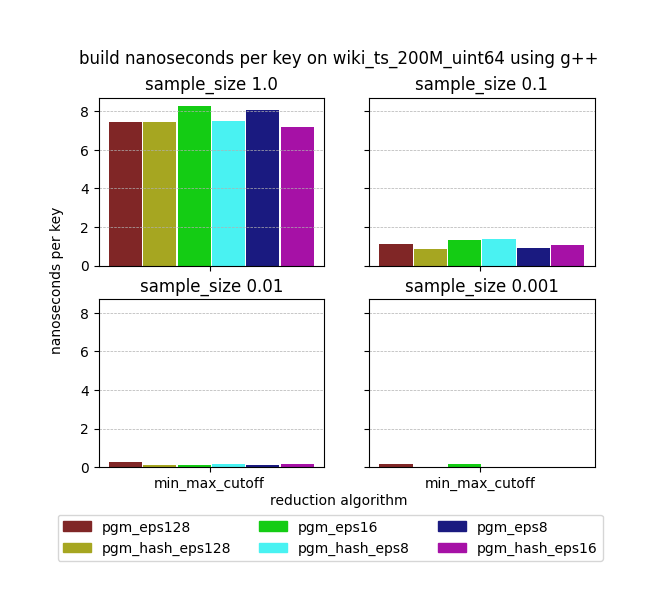 build nanoseconds per key on wiki_ts_200M_uint64 using g++
sample_size 1.0
sample_size 0.1
8
6
4
2
0
nanoseconds per key
sample_size 0.01
sample_size 0.001
8
6
4
2
0
min_max_cutoff
min_max_cutoff
reduction algorithm
pgm_eps128
pgm_eps16
pgm_eps8
pgm_hash_eps128
pgm_hash_eps8
pgm_hash_eps16